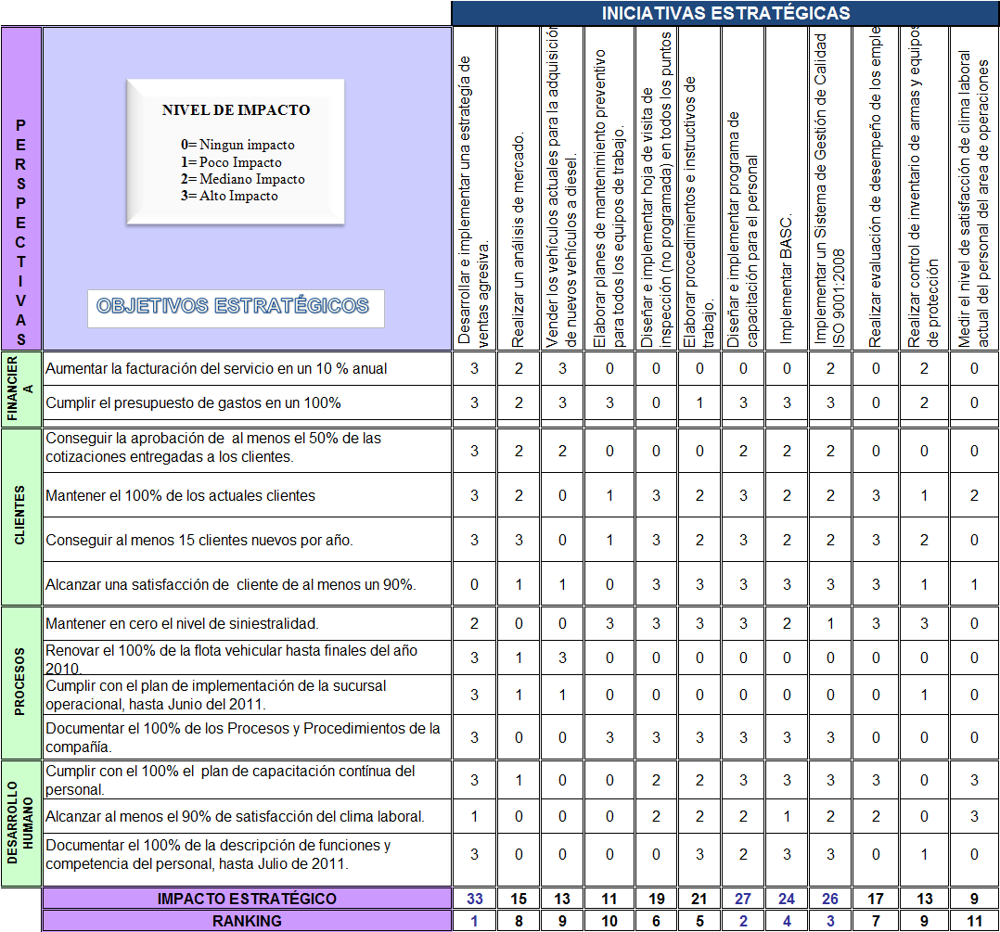 INICIATIVAS ESTRATÉGICAS
PERSPECTIVAS
NIVEL DE IMPACTO
0= Ningun impacto
1= Poco Impacto
2= Mediano Impacto
3= Alto Impacto
OBJETIVOS ESTRATÉGICOS
Desarrollar e implementar una estrategía de
ventas agresiva.
Realizar un análisis de mercado.
Vender los vehículos actuales para la adquisición
de nuevos vehículos a diesel.
Elaborar planes de mantenimiento preventivo
para todos los equipos de trabajo.
Diseñar e implementar hoja de visita de
inspección (no programada) en todos los puntos
Elaborar procedimientos e instructivos de
trabajo.
Diseñar e implementar programa de
capacitación para el personal
Implementar BASC.
Implementar un Sistema de Gestión de Calidad
ISO 9001:2008
Realizar evaluación de desempeño de los emple
Realizar control de inventario de armas y equipos
de protección
Medir el nivel de satisfacción de clima laboral
actual del personal del area de operaciones
FINANCIER
A
Aumentar la facturación del servicio en un 10 % anual 3 2 3 0 0 0 0 0 2 0 2 0
Cumplir el presupuesto de gastos en un 100% 3 2 3 3 0 1 3 3 3 0 2 0
CLIENTES
Conseguir la aprobación de al menos el 50% de las
cotizaciones entregadas a los clientes. 3 2 2 0 0 0 2 2 2 0 0 0
Mantener el 100% de los actuales clientes 3 2 0 1 3 2 3 2 2 3 1 2
Conseguir al menos 15 clientes nuevos por año. 3 3 0 1 3 2 3 2 2 3 2 0
Alcanzar una satisfacción de cliente de al menos un 90%. 0 1 1 0 3 3 3 3 3 3 1 1
PROCESOS
Mantener en cero el nivel de siniestralidad. 2 0 0 3 3 3 3 2 1 3 3 0
Renovar el 100% de la flota vehicular hasta finales del año
2010. 3 1 3 0 0 0 0 0 0 0 0 0
Cumplir con el plan de implementación de la sucursal
operacional, hasta Junio del 2011. 3 1 1 0 0 0 0 0 0 0 1 0
Documentar el 100% de los Procesos y Procedimientos de la
compañía. 3 0 0 3 3 3 3 3 3 0 0 0
DESARROLLO
HUMANO
Cumplir con el 100% el plan de capacitación contínua del
personal. 3 1 0 0 2 2 3 3 3 3 0 3
Alcanzar al menos el 90% de satisfacción del clima laboral. 1 0 0 0 2 2 2 1 2 2 0 3
Documentar el 100% de la descripción de funciones y
competencia del personal, hasta Julio de 2011. 3 0 0 0 0 3 2 3 3 0 1 0
IMPACTO ESTRATÉGICO 33 15 13 11 19 21 27 24 26 17 13 9
RANKING 1 8 9 10 6 5 2 4 3 7 9 11